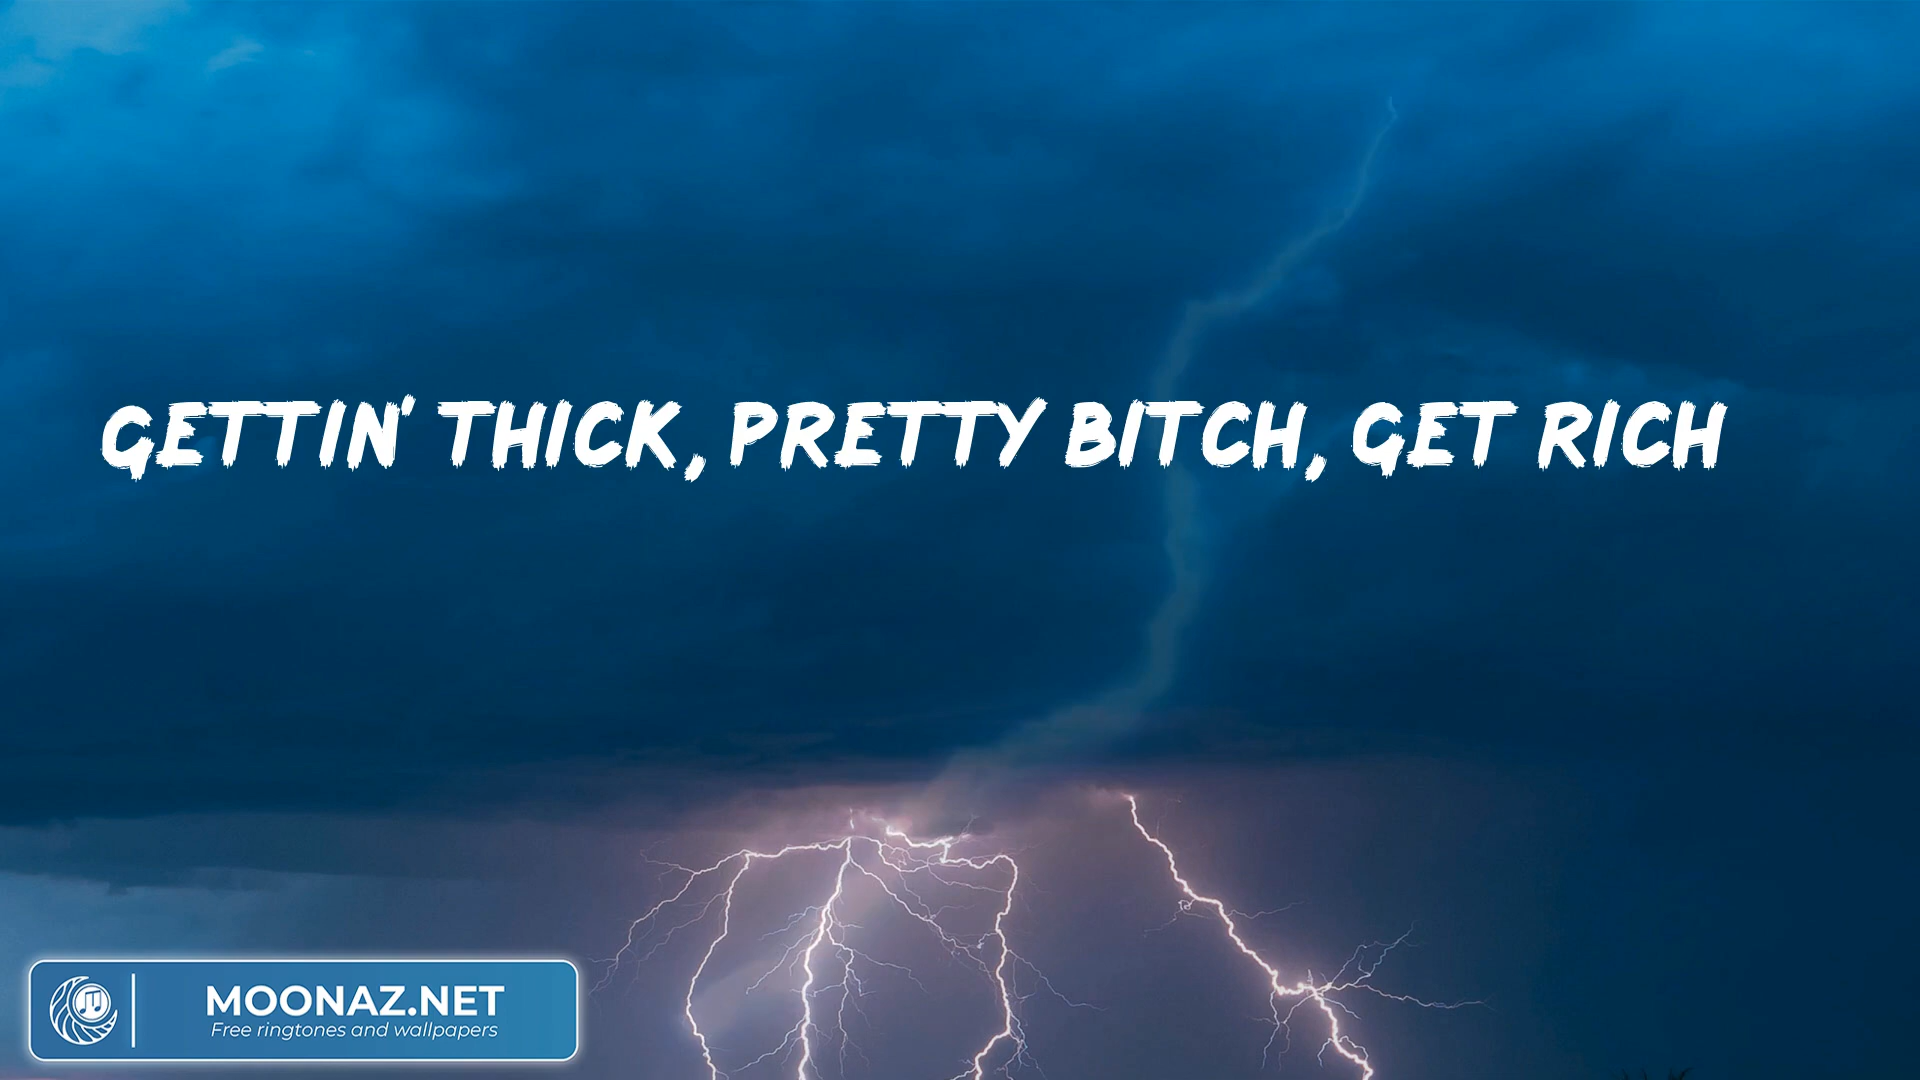 GETTIN' THICK, PRETTY BITCH, GET RICH
MOONAZ.NET
Free ringtones and wallpapers